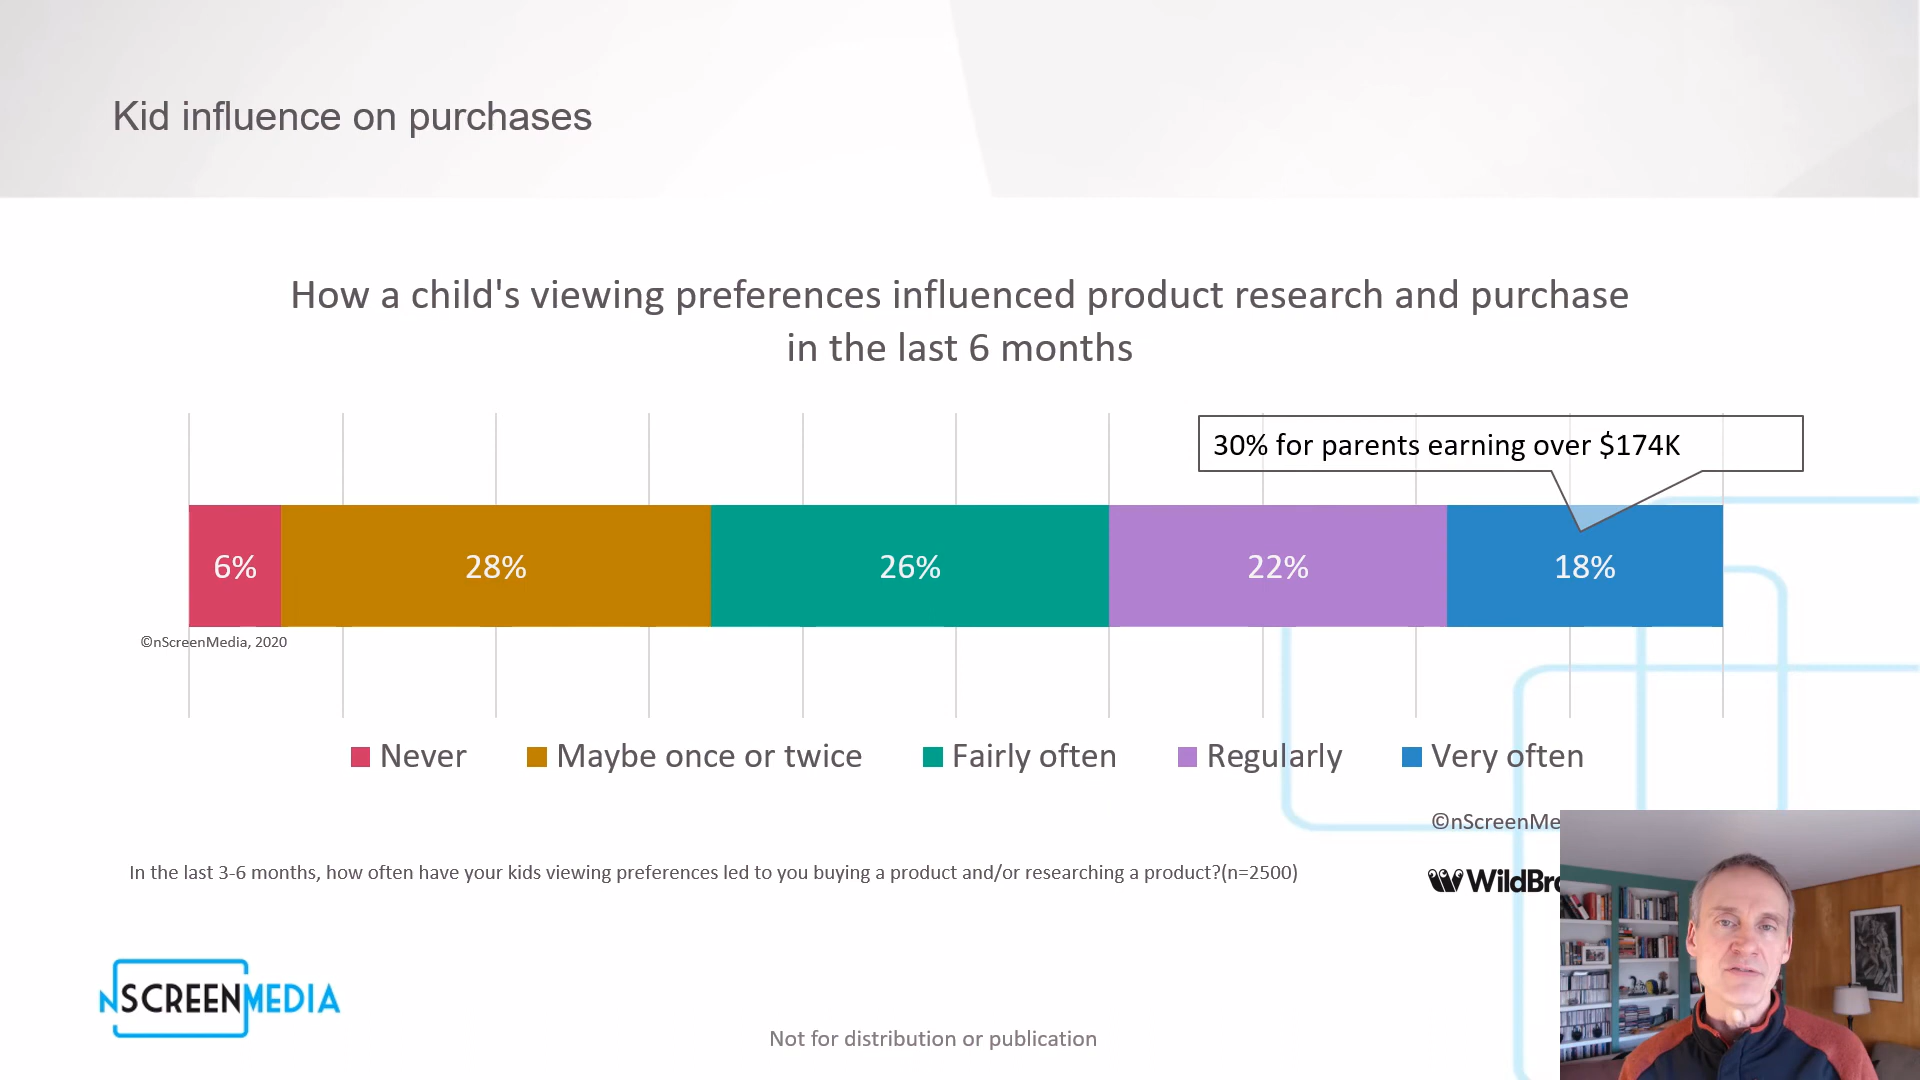 Kid influence on purchases
How a child's viewing preferences influenced product research and purchase
in the last 6 months
30% for parents earning over $174K
6%
28%
26%
22%
18%
©nScreenMedia, 2020
Never
Maybe once or twice
Fairly often
Regularly
Very often
©nScreenMe
In the last 3-6 months, how often have your kids viewing preferences led to you buying a product and/or researching a product?(n=2500)
WildBr
nSCREENMEDIA
Not for distribution or publication